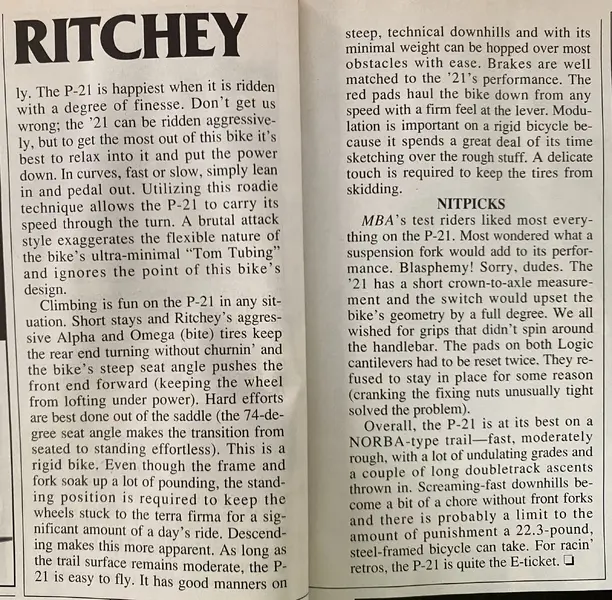 RITCHEY
ly. The P-21 is happiest when it is ridden
with a degree of finesse. Don't get us
wrong; the '21 can be ridden aggressive-
ly, but to get the most out of this bike it's
best to relax into it and put the power
down. In curves, fast or slow, simply lean
in and pedal out. Utilizing this roadie
technique allows the P-21 to carry its
speed through the turn. A brutal attack
style exaggerates the flexible nature of
the bike's ultra-minimal “Tom Tubing”
and ignores the point of this bike's
design.
Climbing is fun on the P-21 in any sit-
uation. Short stays and Ritchey's aggres-
sive Alpha and Omega (bite) tires keep
the rear end turning without churnin' and
the bike's steep seat angle pushes the
front end forward (keeping the wheel
from lofting under power). Hard efforts
are best done out of the saddle (the 74-de-
gree seat angle makes the transition from
seated to standing effortless). This is a
rigid bike. Even though the frame and
fork soak up a lot of pounding, the stand-
ing position is required to keep the
wheels stuck to the terra firma for a sig-
nificant amount of a day's ride. Descend-
ing makes this more apparent. As long as
the trail surface remains moderate, the P-
21 is easy to fly. It has good manners on
steep, technical downhills and with its
minimal weight can be hopped over most
obstacles with ease. Brakes are well
matched to the '21's performance. The
red pads haul the bike down from any
speed with a firm feel at the lever. Modu-
lation is important on a rigid bicycle be-
cause it spends a great deal of its time
sketching over the rough stuff. A delicate
touch is required to keep the tires from
skidding.
NITPICKS
MBA's test riders liked most every-
thing on the P-21. Most wondered what a
suspension fork would add to its perfor-
mance. Blasphemy! Sorry, dudes. The
'21 has a short crown-to-axle measure-
ment and the switch would upset the
bike's geometry by a full degree. We all
wished for grips that didn't spin around
the handlebar. The pads on both Logic
cantilevers had to be reset twice. They re-
fused to stay in place for some reason
(cranking the fixing nuts unusually tight
solved the problem).
Overall, the P-21 is at its best on a
NORBA-type trail—fast, moderately
rough, with a lot of undulating grades and
a couple of long doubletrack ascents
thrown in. Screaming-fast downhills be-
come a bit of a chore without front forks
and there is probably a limit to the
amount of punishment a 22.3-pound,
steel-framed bicycle can take. For racin'
retros, the P-21 is quite the E-ticket. ❏